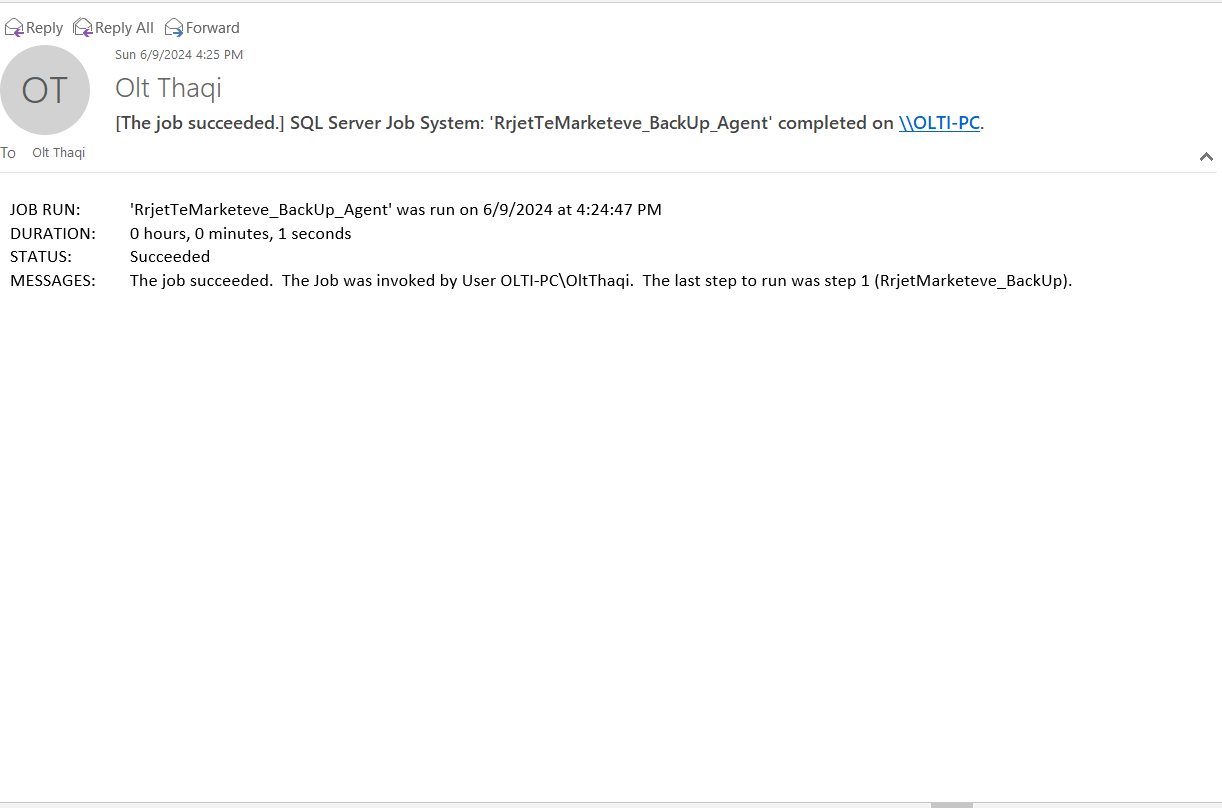 Reply Reply All Forward
Sun 6/9/2024 4:25 PM
OT
Olt Thaqi
[The job succeeded.] SQL Server Job System: 'RrjetTeMarketeve_BackUp_Agent' completed on \\OLTI-PC.
To Olt Thaqi
JOB RUN: 'RrjetTeMarketeve_BackUp_Agent' was run on 6/9/2024 at 4:24:47 PM
DURATION: 0 hours, 0 minutes, 1 seconds
STATUS: Succeeded
MESSAGES: The job succeeded.  The Job was invoked by User OLTI-PC\OltThaqi.  The last step to run was step 1 (RrjetMarketeve_BackUp).